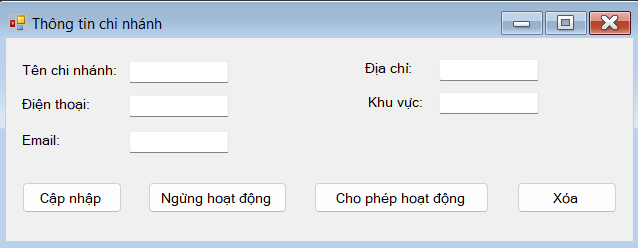 Thông tin chi nhánh
Tên chi nhánh:
Địa chỉ:
Điện thoại:
Khu vực:
Email:
Cập nhập
Ngừng hoạt động
Cho phép hoạt động
Xóa